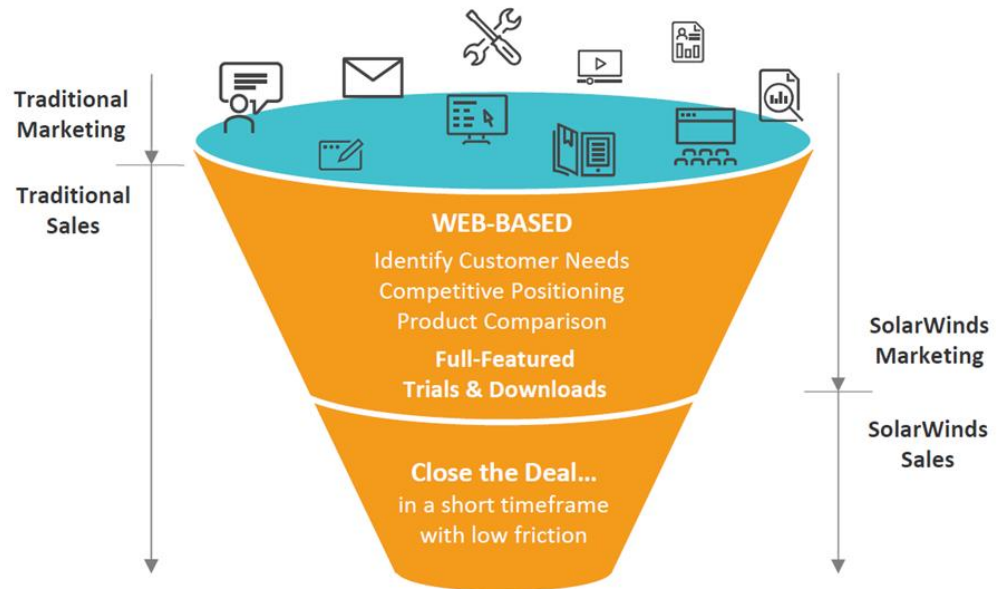 Traditional
Marketing
Traditional
Sales
WEB-BASED
Identify Customer Needs
Competitive Positioning
Product Comparison
Full-Featured
Trials & Downloads
Close the Deal...
in a short timeframe
with low friction
SolarWinds
Marketing
SolarWinds
Sales